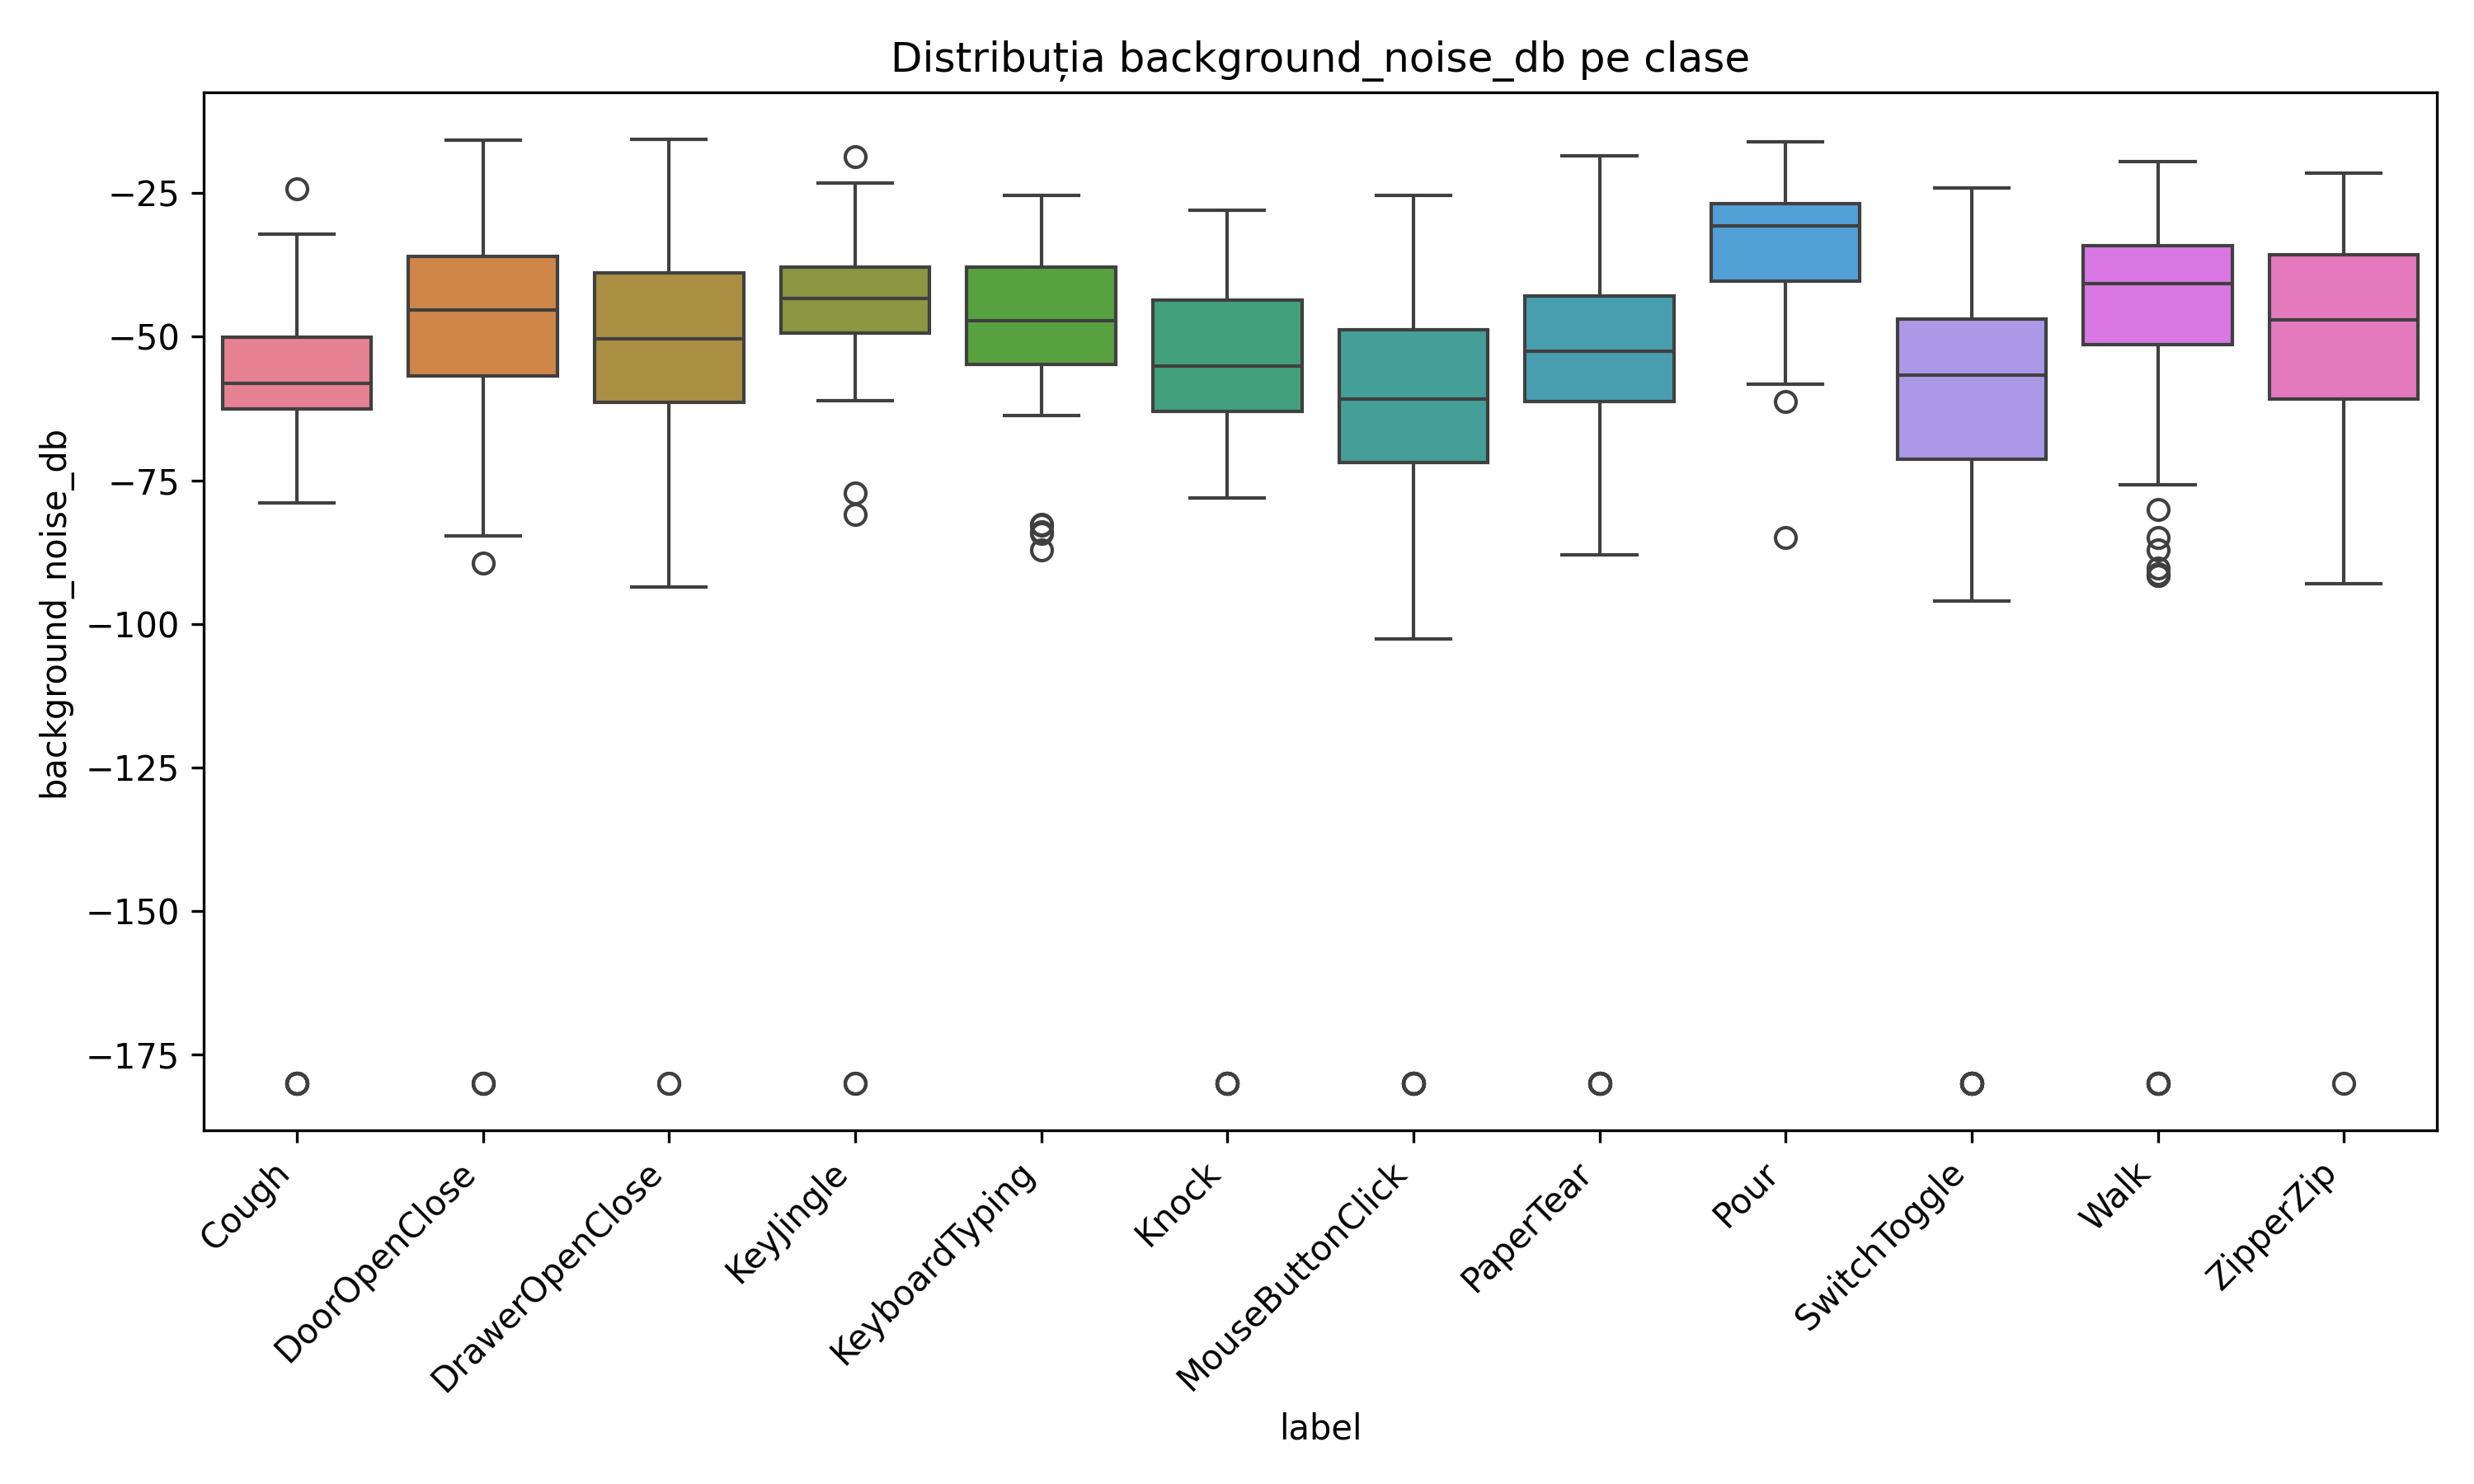 Distribuția background_noise_db pe clase
background_noise_db
−25
−50
−75
−100
−125
−150
−175
Cough
DoorOpenClose
DrawerOpenClose
KeyJingle
KeyboardTyping
Knock
MouseButtonClick
PaperTear
Pour
SwitchToggle
Walk
ZipperZip
label